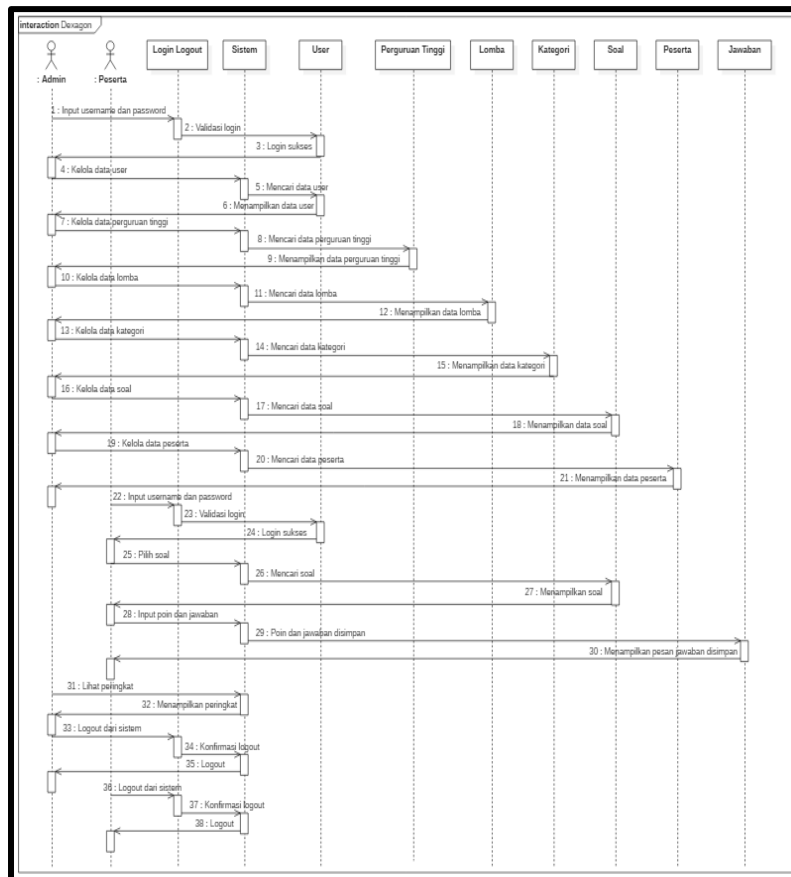 interaction Dexagon
Login Logout
Sistem
User
Perguruan Tinggi
Lomba
Kategori
Soal
Peserta
Jawaban
: Admin
: Peserta
1 : Input username dan password
2 : Validasi login
3 : Login sukses
4 : Kelola data user
5 : Mencari data user
6 : Menampilkan data user
7 : Kelola data perguruan tinggi
8 : Mencari data perguruan tinggi
9 : Menampilkan data perguruan tinggi
10 : Kelola data lomba
11 : Mencari data lomba
12 : Menampilkan data lomba
13 : Kelola data kategori
14 : Mencari data kategori
15 : Menampilkan data kategori
16 : Kelola data soal
17 : Mencari data soal
18 : Menampilkan data soal
19 : Kelola data peserta
20 : Mencari data peserta
21 : Menampilkan data peserta
22 : Input username dan password
23 : Validasi login
24 : Login sukses
25 : Pilih soal
26 : Mencari soal
27 : Menampilkan soal
28 : Input poin dan jawaban
29 : Poin dan jawaban disimpan
30 : Menampilkan pesan jawaban disimpan
31 : Lihat peringkat
32 : Menampilkan peringkat
33 : Logout dari sistem
34 : Konfirmasi logout
35 : Logout
36 : Logout dari sistem
37 : Konfirmasi logout
38 : Logout